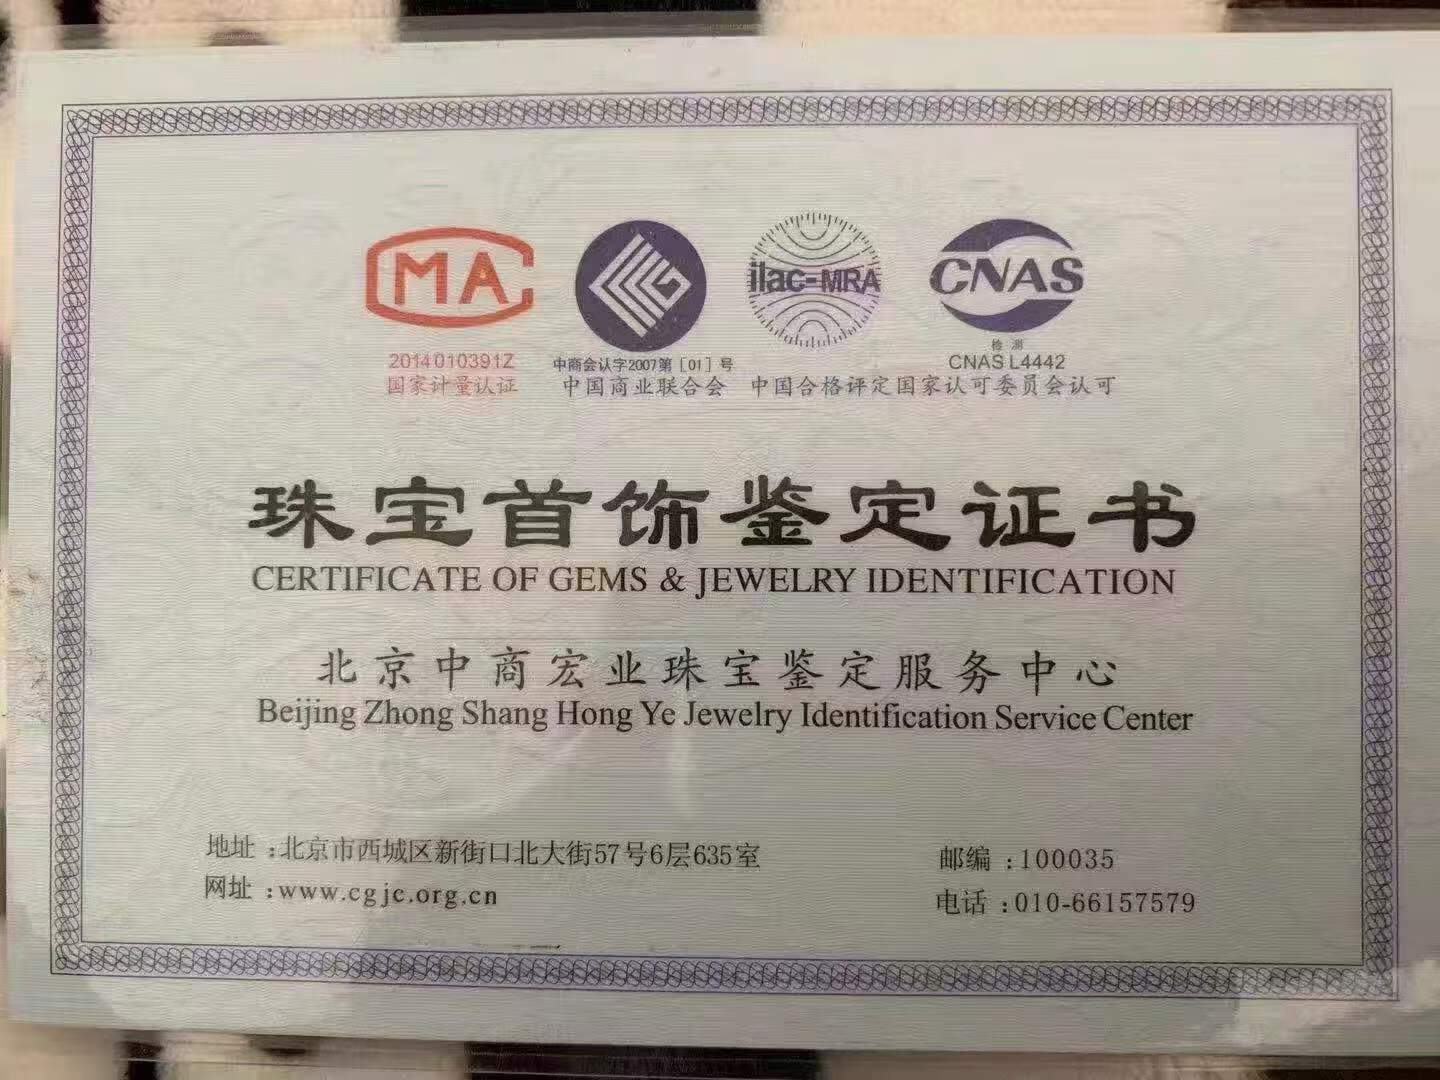 CMA
ilac-MRA
CNAS
检 测
2014010391Z
中商会认字2007第［01］号
CNAS L4442
国家计量认证
中国商业联合会
中国合格评定国家认可委员会认可
珠宝首饰鉴定证书
CERTIFICATE OF GEMS & JEWELRY IDENTIFICATION
北京中商宏业珠宝鉴定服务中心
Beijing Zhong Shang Hong Ye Jewelry Identification Service Center
地址：北京市西城区新街口北大街57号6层635室
邮编：100035
网址：www.cgjc.org.cn
电话：010-66157579